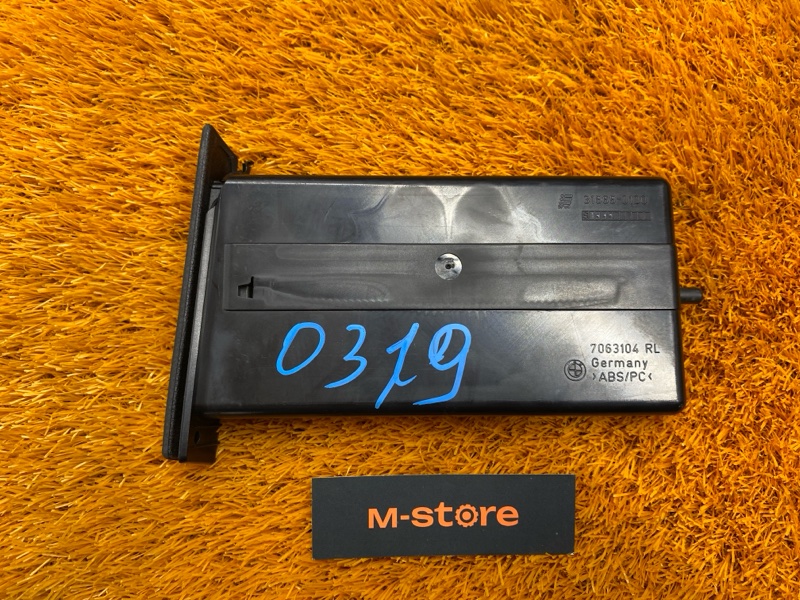 7063104 RL
Germany
>ABS/PC<
0319
M-store